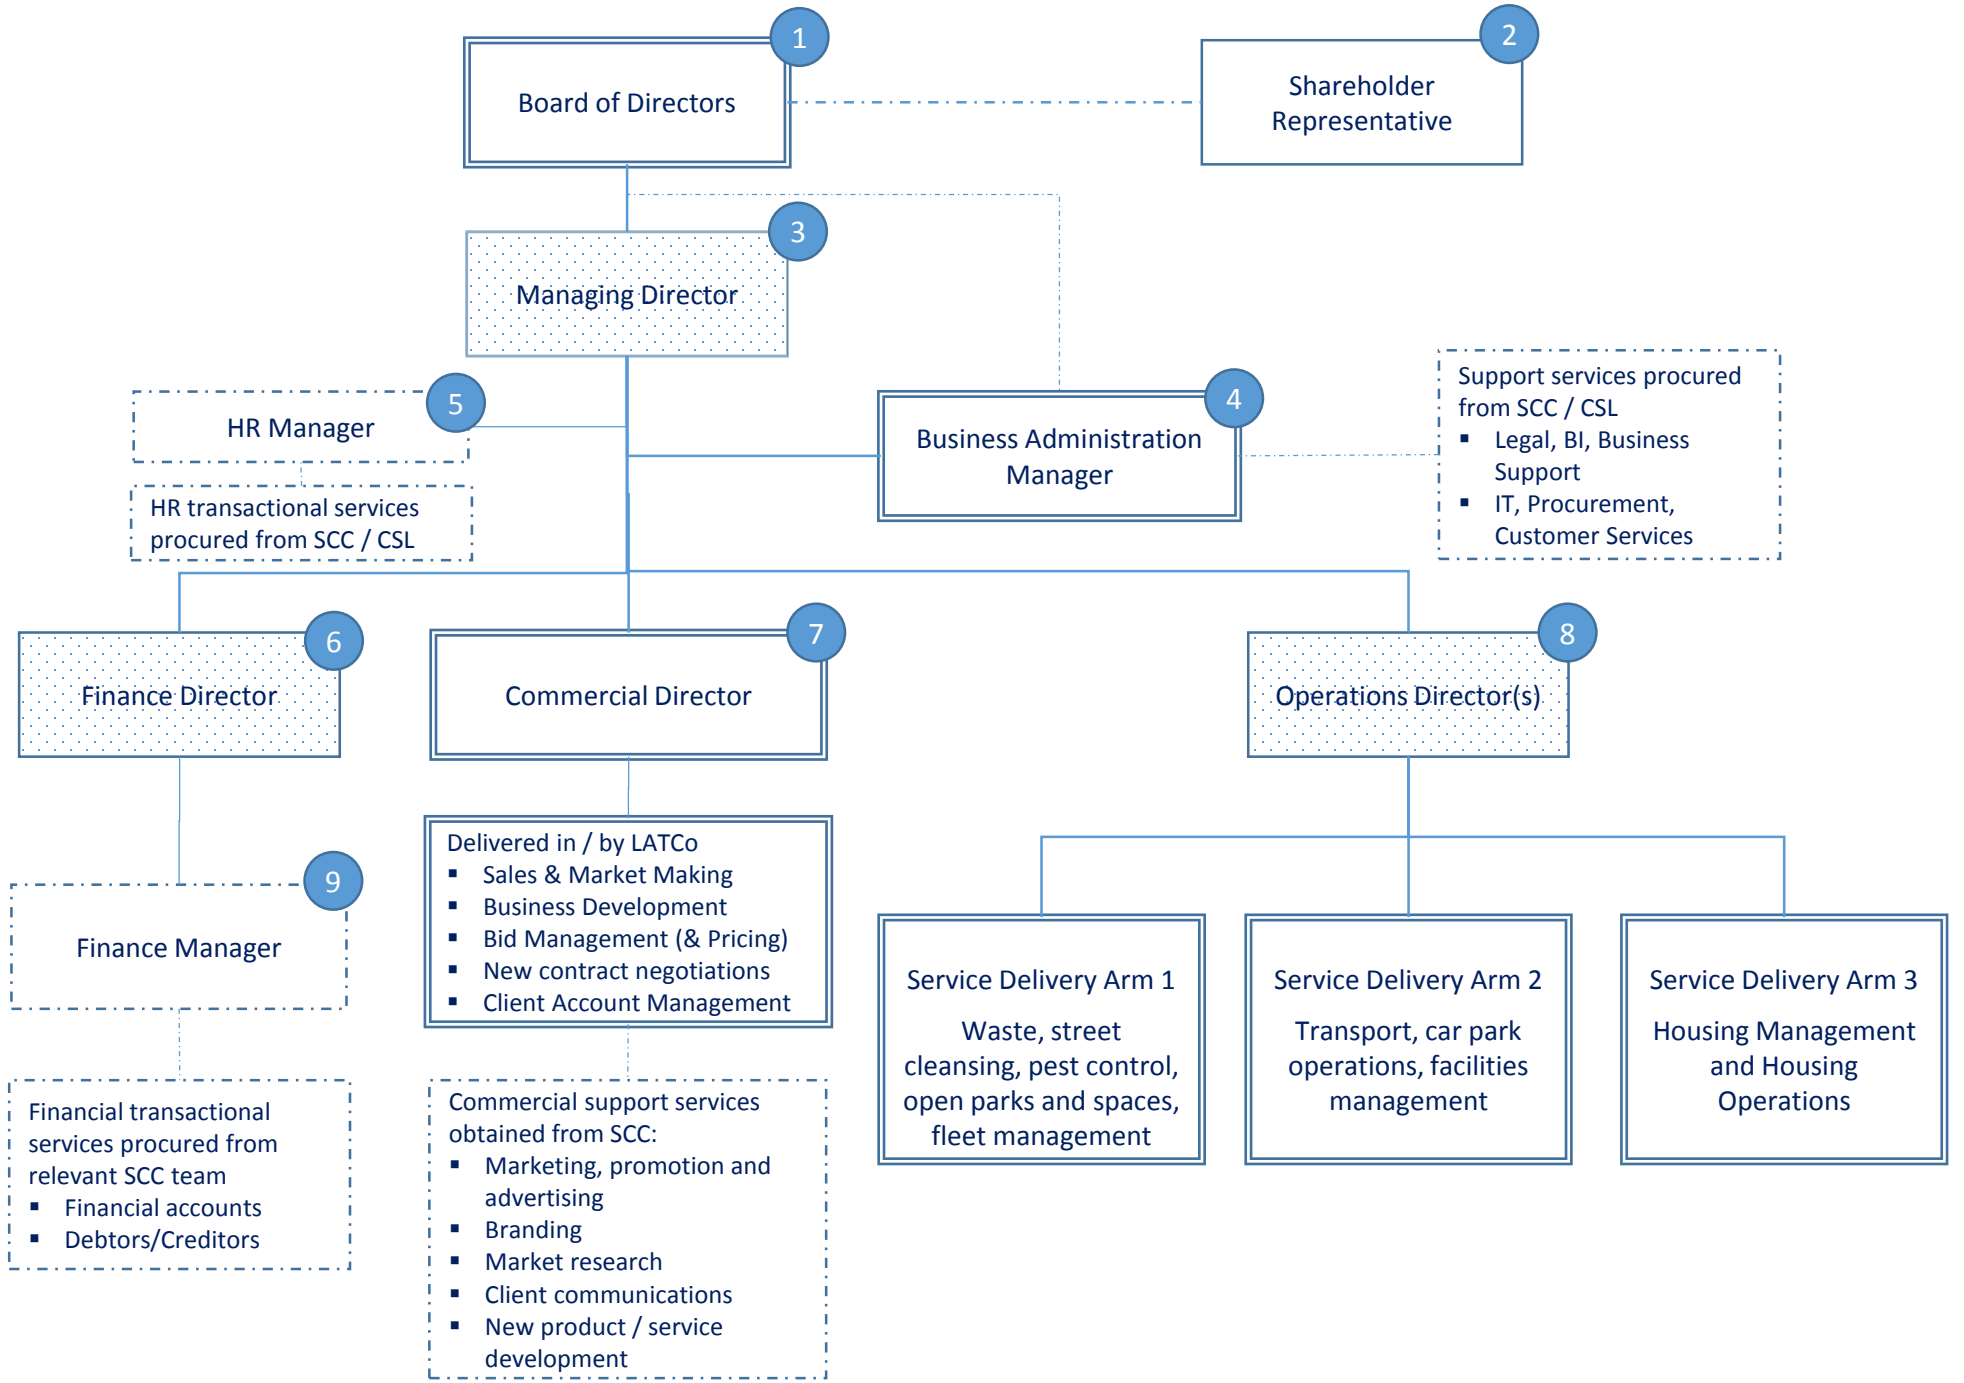 1
Board of Directors
2
Shareholder
Representative
3
Managing Director
5
HR Manager
HR transactional services
procured from SCC / CSL
4
Business Administration
Manager
Support services procured
from SCC / CSL
▪ Legal, BI, Business
Support
▪ IT, Procurement,
Customer Services
6
Finance Director
7
Commercial Director
8
Operations Director(s)
9
Finance Manager
Financial transactional
services procured from
relevant SCC team
▪ Financial accounts
▪ Debtors/Creditors
Delivered in / by LATCo
▪ Sales & Market Making
▪ Business Development
▪ Bid Management (& Pricing)
▪ New contract negotiations
▪ Client Account Management
Commercial support services
obtained from SCC:
▪ Marketing, promotion and
advertising
▪ Branding
▪ Market research
▪ Client communications
▪ New product / service
development
Service Delivery Arm 1
Waste, street
cleansing, pest control,
open parks and spaces,
fleet management
Service Delivery Arm 2
Transport, car park
operations, facilities
management
Service Delivery Arm 3
Housing Management
and Housing
Operations